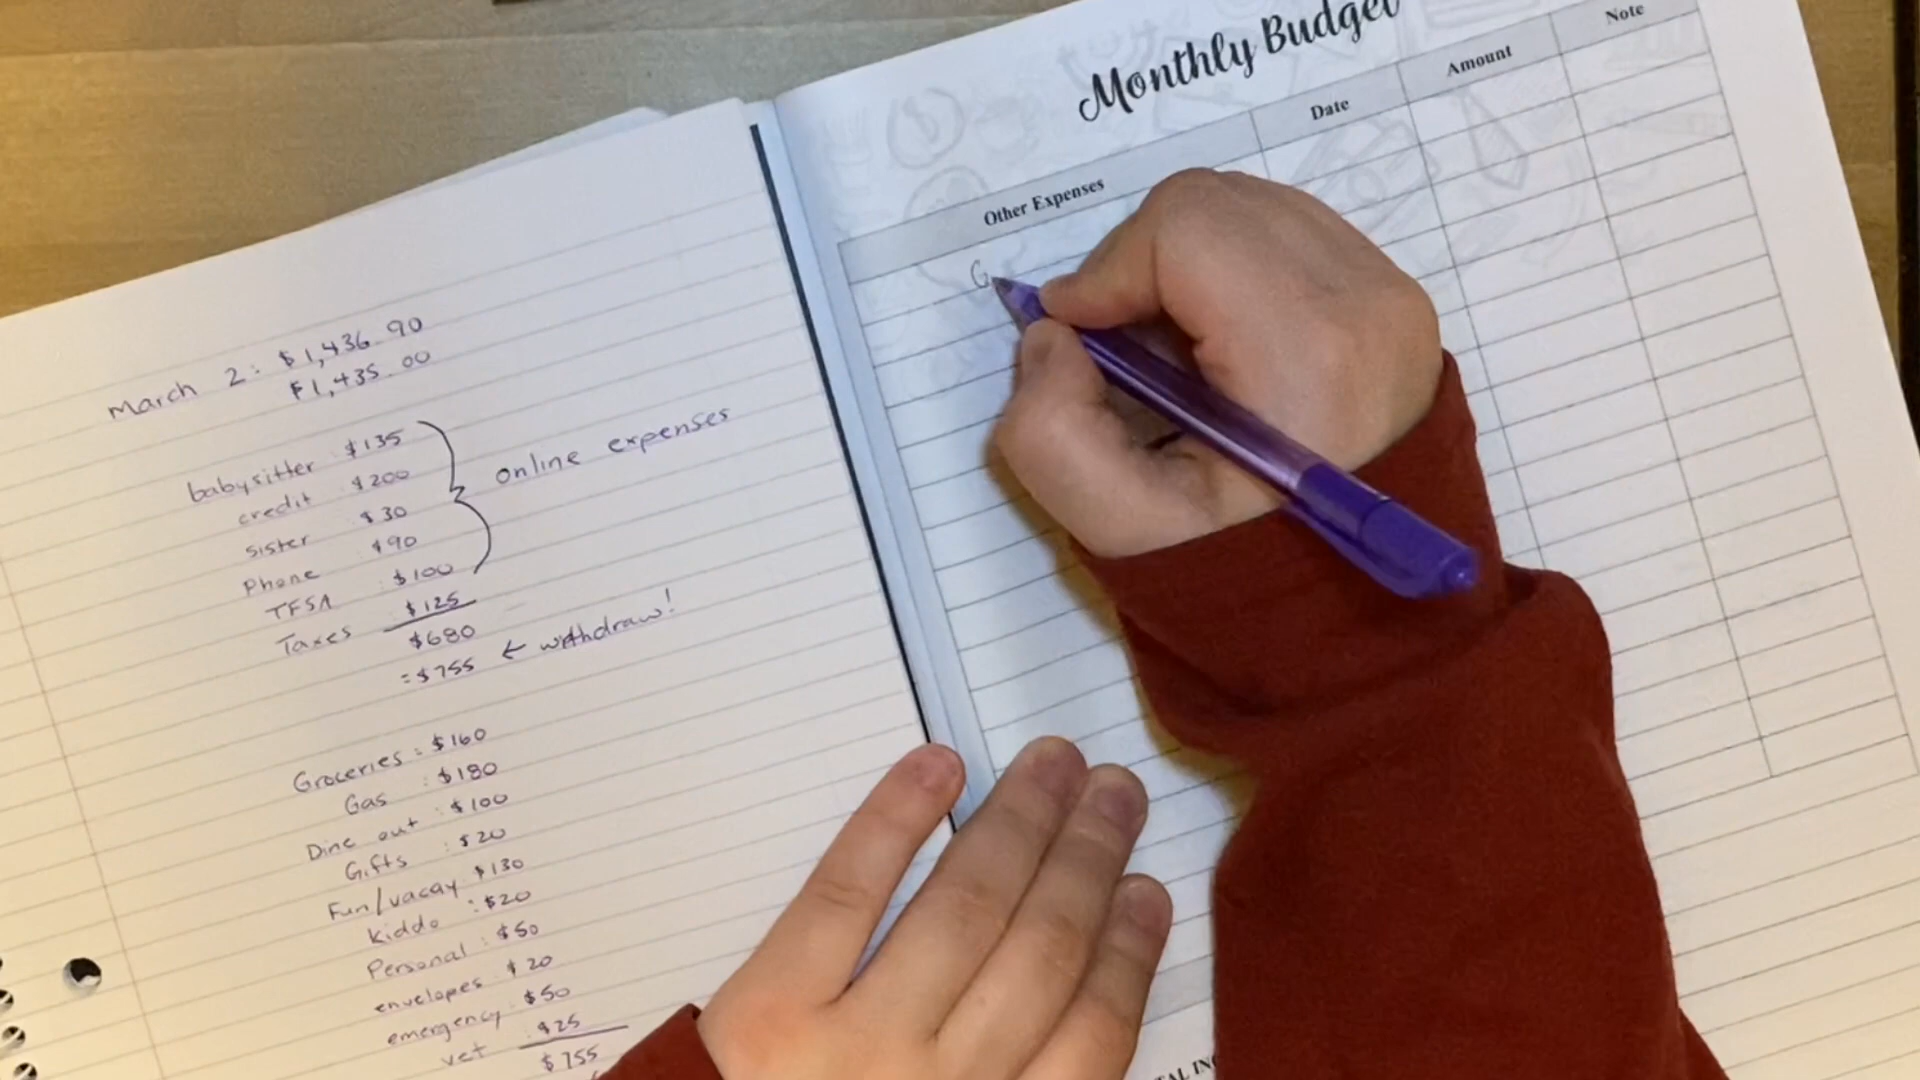 March 2: $1,436.90
$1,435.00
babysitter $135
credit $200
sister $30
Phone $90
TFSA $100
Taxes $125
$680
= $755 ← withdraw!
online expenses
Groceries: $160
Gas : $180
Dine out : $100
Gifts : $20
Fun/vacay $130
Kiddo : $20
Personal : $50
envelopes $20
emergency $50
vet $25
$755
Monthly Budget
Other Expenses Date Amount Note
G